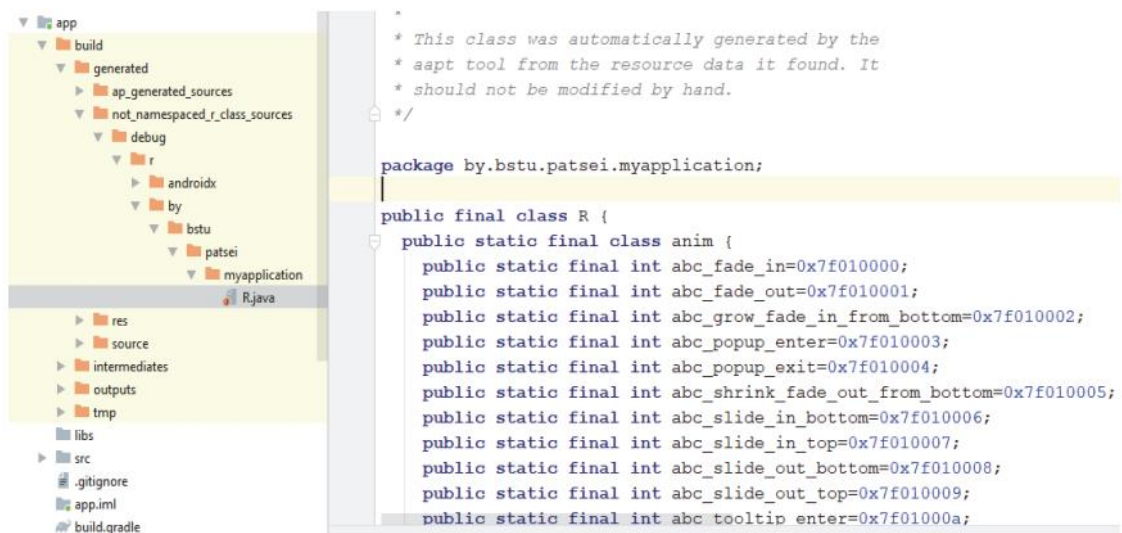 app
build
generated
ap_generated_sources
not_namespaced_r_class_sources
debug
r
androidx
by
bstu
patsei
myapplication
R.java
res
source
intermediates
outputs
tmp
libs
src
.gitignore
app.iml
build.gradle
*
* This class was automatically generated by the
* aapt tool from the resource data it found. It
* should not be modified by hand.
*/
package by.bstu.patsei.myapplication;
public final class R {
public static final class anim {
public static final int abc_fade_in=0x7f010000;
public static final int abc_fade_out=0x7f010001;
public static final int abc_grow_fade_in_from_bottom=0x7f010002;
public static final int abc_popup_enter=0x7f010003;
public static final int abc_popup_exit=0x7f010004;
public static final int abc_shrink_fade_out_from_bottom=0x7f010005;
public static final int abc_slide_in_bottom=0x7f010006;
public static final int abc_slide_in_top=0x7f010007;
public static final int abc_slide_out_bottom=0x7f010008;
public static final int abc_slide_out_top=0x7f010009;
public static final int abc_tooltip_enter=0x7f01000a;